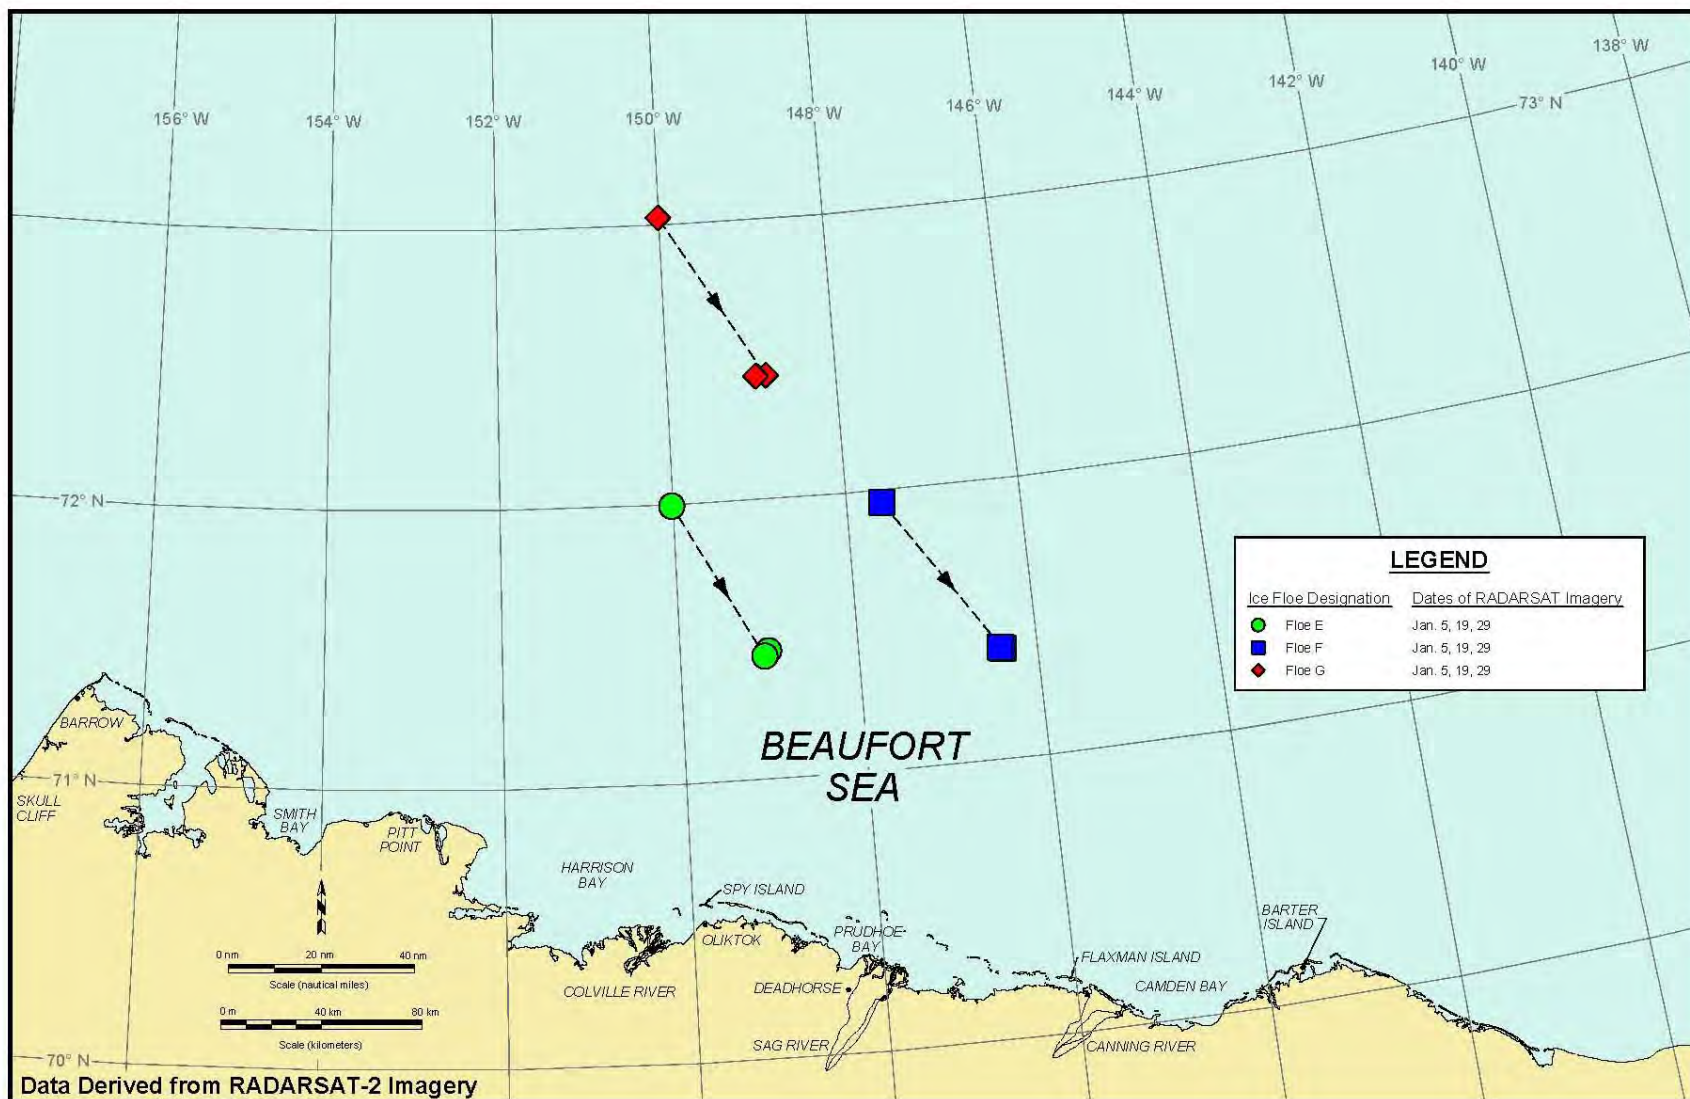 138° W
140° W
142° W
144° W
146° W
148° W
150° W
152° W
154° W
156° W
73° N
72° N
LEGEND
Ice Floe Designation Dates of RADARSAT Imagery
Floe E Jan. 5, 19, 29
Floe F Jan. 5, 19, 29
Floe G Jan. 5, 19, 29
BEAUFORT
SEA
BARROW
71° N
SKULL
CLIFF
SMITH
BAY
PITT
POINT
HARRISON
BAY
SPY ISLAND
OLIKTOK
PRUDHOE
BAY
BARTER
ISLAND
FLAXMAN ISLAND
CAMDEN BAY
COLVILLE RIVER
DEADHORSE
SAG RIVER
CANNING RIVER
0 nm 20 nm 40 nm
Scale (nautical miles)
0 m 40 km 80 km
Scale (kilometers)
70° N
Data Derived from RADARSAT-2 Imagery